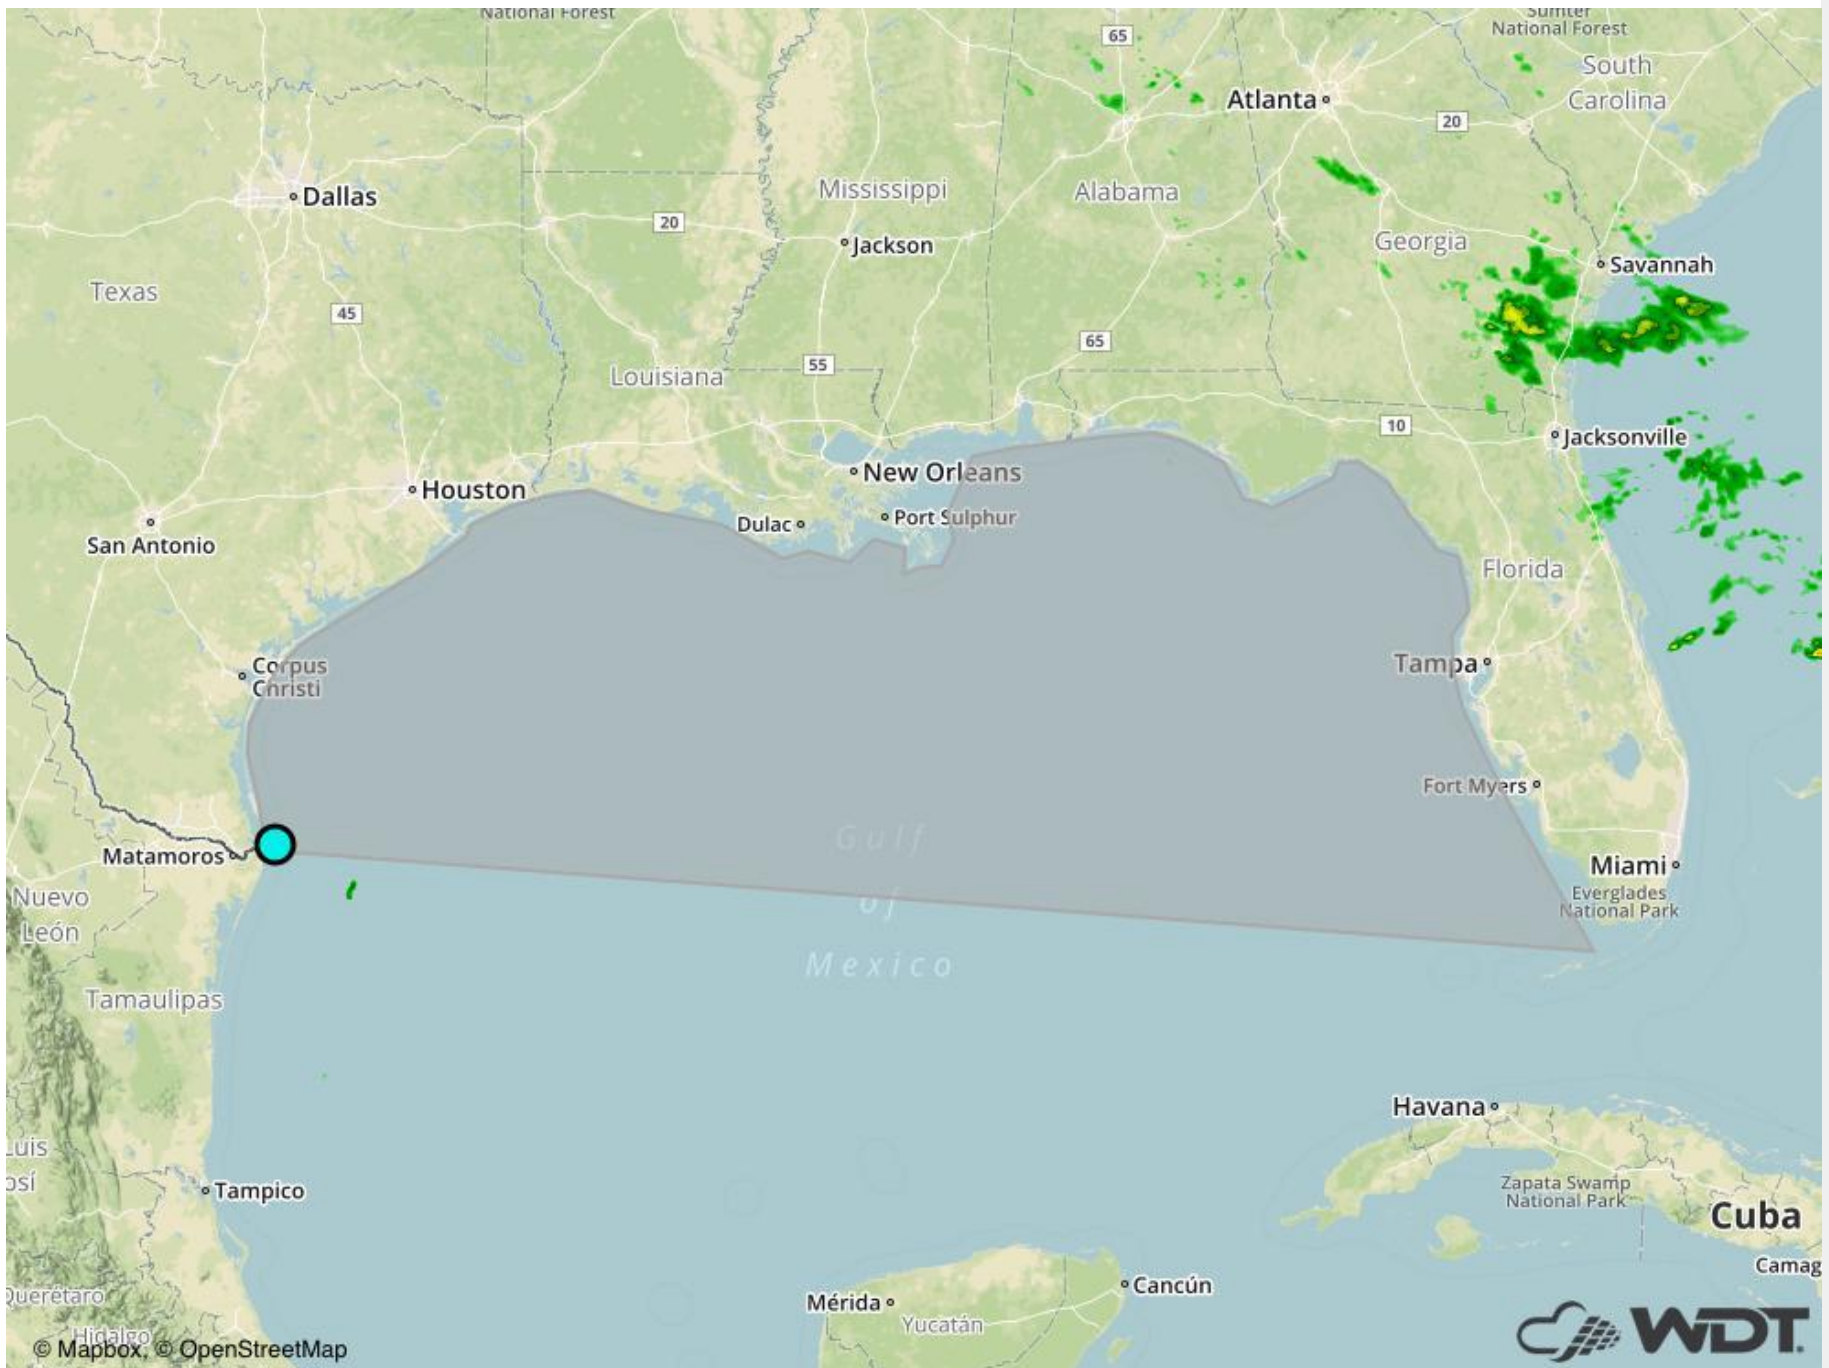 National Forest
65
Sumter
National Forest
South
Carolina
Atlanta
20
Dallas
20
Mississippi
Alabama
Jackson
Georgia
Savannah
Texas
45
65
55
Louisiana
10
Jacksonville
New Orleans
Houston
Dulac
Port Sulphur
San Antonio
Florida
Corpus
Christi
Tampa
Fort Myers
Gulf
of
Mexico
Matamoros
Miami
Everglades
National Park
Nuevo
León
Tamaulipas
Havana
Luis
osí
Tampico
Zapata Swamp
National Park
Cuba
Camag
Cancún
Mérida
Yucatán
Querétaro
Hidalgo
© Mapbox, © OpenStreetMap
WDT.